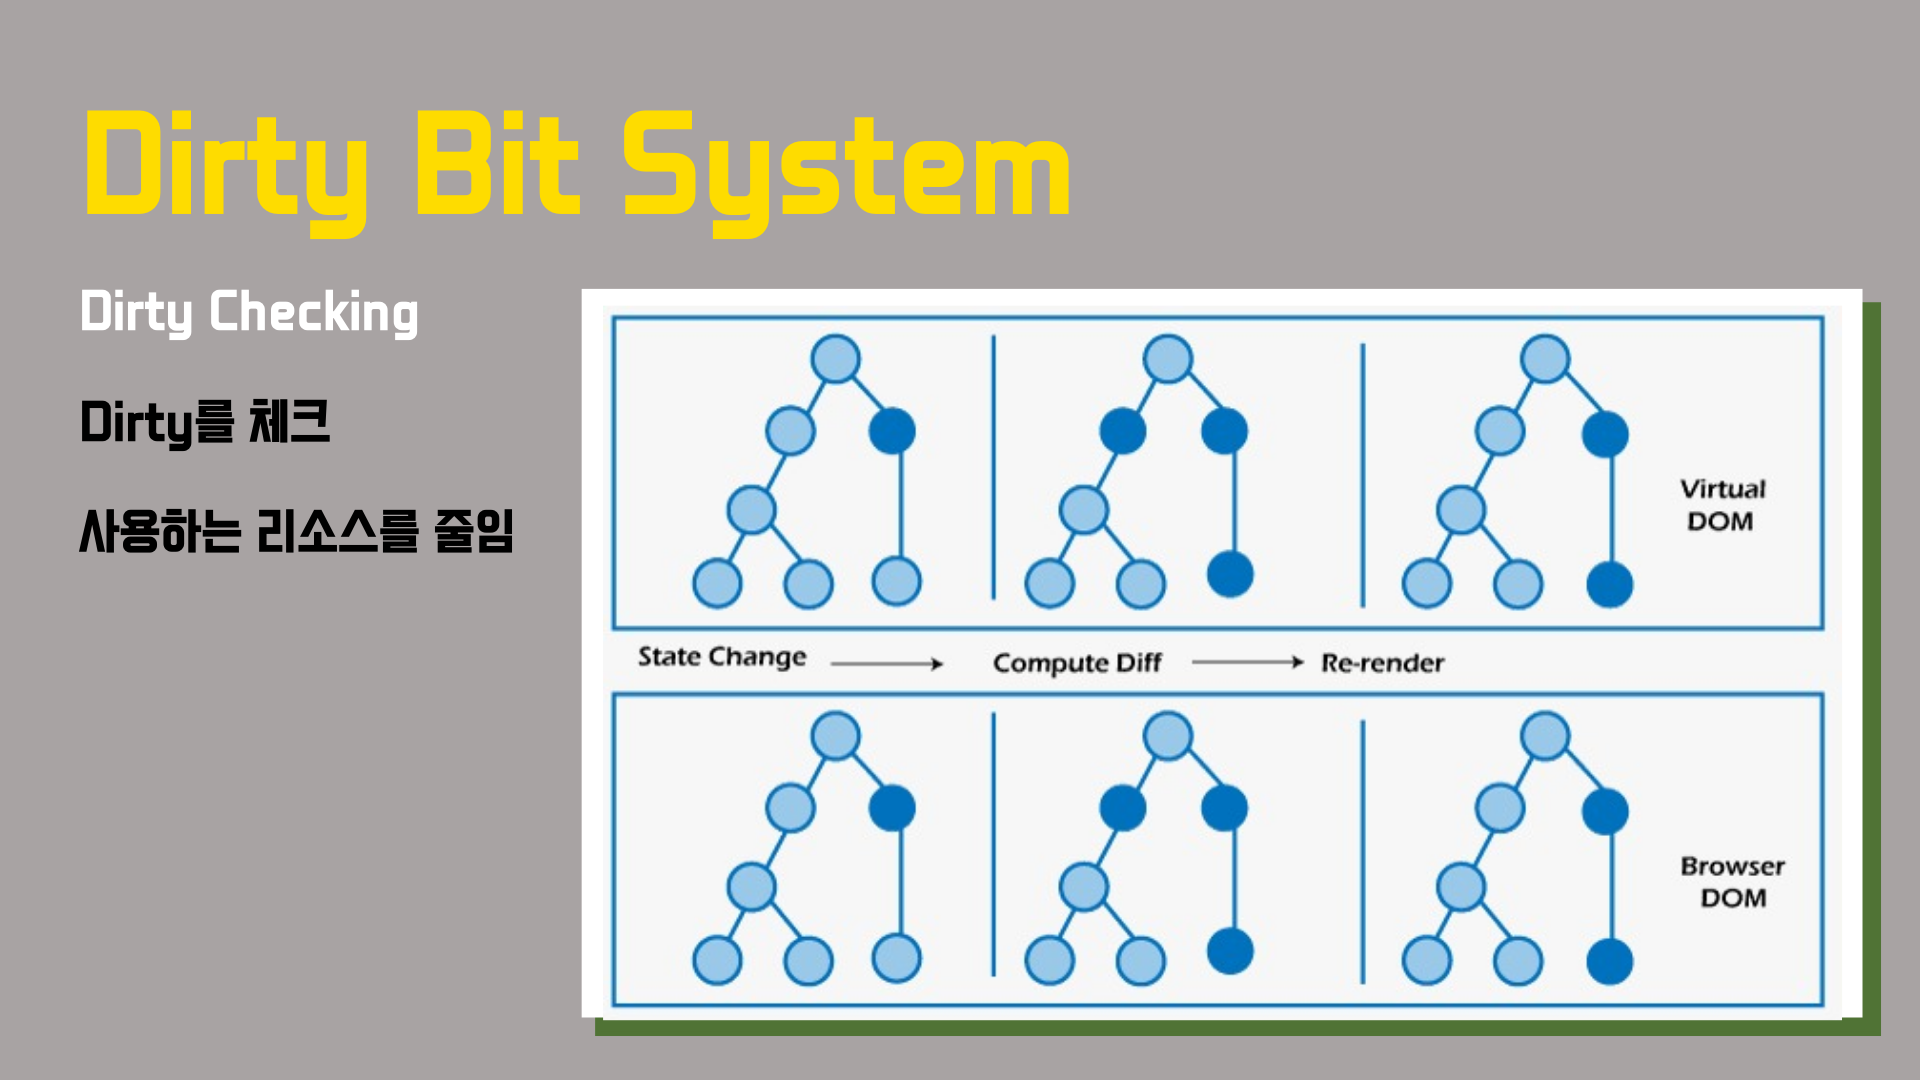 Dirty Bit System
Dirty Checking
Dirty를 체크
사용하는 리소스를 줄임
Virtual
DOM
State Change
Compute Diff
Re-render
Browser
DOM